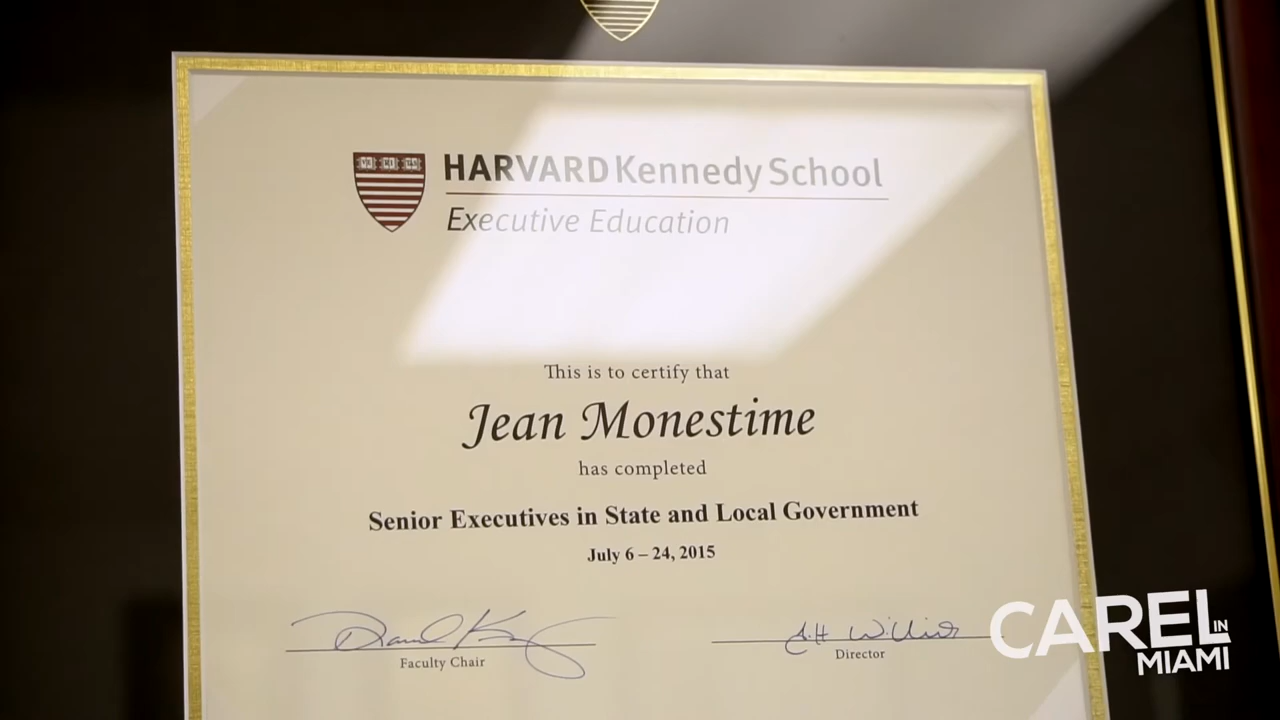 HARVARD Kennedy School
Executive Education
This is to certify that
Jean Monestime
has completed
Senior Executives in State and Local Government
July 6 – 24, 2015
Faculty Chair
Director
CAREL
IN
MIAMI